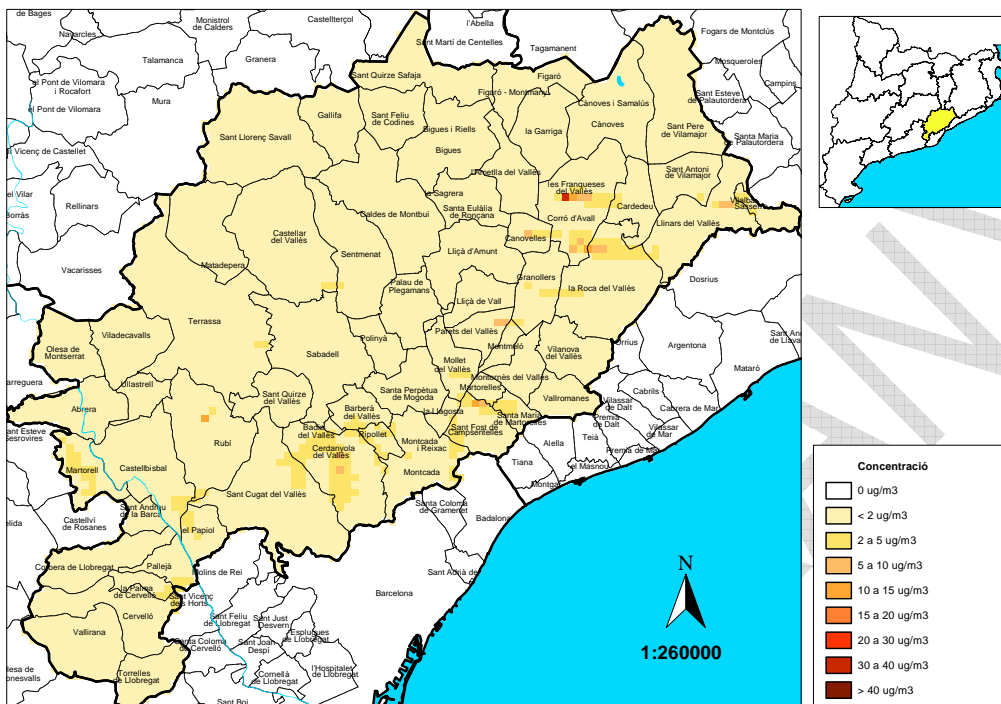 de Bages
Navarcles
Monistrol
de Calders
Castellterçol
l'Abella
Sant Martí de Centelles
Tagamanent
Fogars de Montclús
Mosqueroles
Campins
Talamanca
Granera
el Pont de Vilomara
i Rocafort
el Pont de Vilomara
Mura
Sant Quirze Safaja
Figaró
Figaró - Montmany
Cànoves i Samalús
Sant Esteve
de Palautordera
Gallifa
Sant Feliu
de Codines
Bigues i Riells
la Garriga
Cànoves
Sant Pere
de Vilamajor
Santa Maria
de Palautordera
Sant Llorenç Savall
Vicenç de Castellet
Bigues
l'Ametlla del Vallès
Sant Antoni
de Vilamajor
el Vilar
Rellinars
Borràs
la Sagrera
les Franqueses
del Vallès
Cardedeu
Caldes de Montbui
Santa Eulàlia
de Ronçana
Corró d'Avall
Llinars del Vallès
Castellar
del Vallès
Canovelles
Vacarisses
Matadepera
Sentmenat
Lliçà d'Amunt
Granollers
Dosrius
Palau de
Plegamans
la Roca del Vallès
Terrassa
Lliçà de Vall
Viladecavalls
Polinyà
Parets del Vallès
Olesa de
Montserrat
Sabadell
Montmeló
Vilanova
del Vallès
Orrius
Argentona
Mollet
del Vallès
Mataró
Ullastrell
Montornès del Vallès
Martorelles
Santa Perpètua
de Mogoda
Sant Quirze
del Vallès
Vallromanes
Cabrils
Abrera
Barberà
del Vallès
la Llagosta
Santa Maria
de Martorelles
Vilassar
de Dalt
Cabrera de Mar
Sant Esteve
Sesrovires
Badia
del Vallès
Ripollet
Sant Fost de
Campsentelles
Premià
de Dalt
Vilassar
de Mar
Rubí
Cerdanyola
del Vallès
Montcada
i Reixac
Alella
Teià
Premià de Mar
Martorell
Castellbisbal
Montcada
Tiana
el Masnou
Montgat
Sant Cugat del Vallès
Santa Coloma
de Gramenet
Sant Andreu
de la Barca
Castellví
de Rosanes
el Papiol
Badalona
Corbera de Llobregat
Pallejà
Molins de Rei
Sant Adrià de
la Palma
de Cervelló
Sant Vicenç
dels Horts
Barcelona
Cervelló
Sant Feliu
de Llobregat
Sant Just
Desvern
Vallirana
Santa Coloma
de Cervelló
Sant Joan
Despí
Esplugues
de Llobregat
Torrelles
de Llobregat
Cornellà
de Llobregat
l'Hospitalet
de Llobregat
Sant Boi
N
1:260000
Concentració
0 ug/m3
< 2 ug/m3
2 a 5 ug/m3
5 a 10 ug/m3
10 a 15 ug/m3
15 a 20 ug/m3
20 a 30 ug/m3
30 a 40 ug/m3
> 40 ug/m3